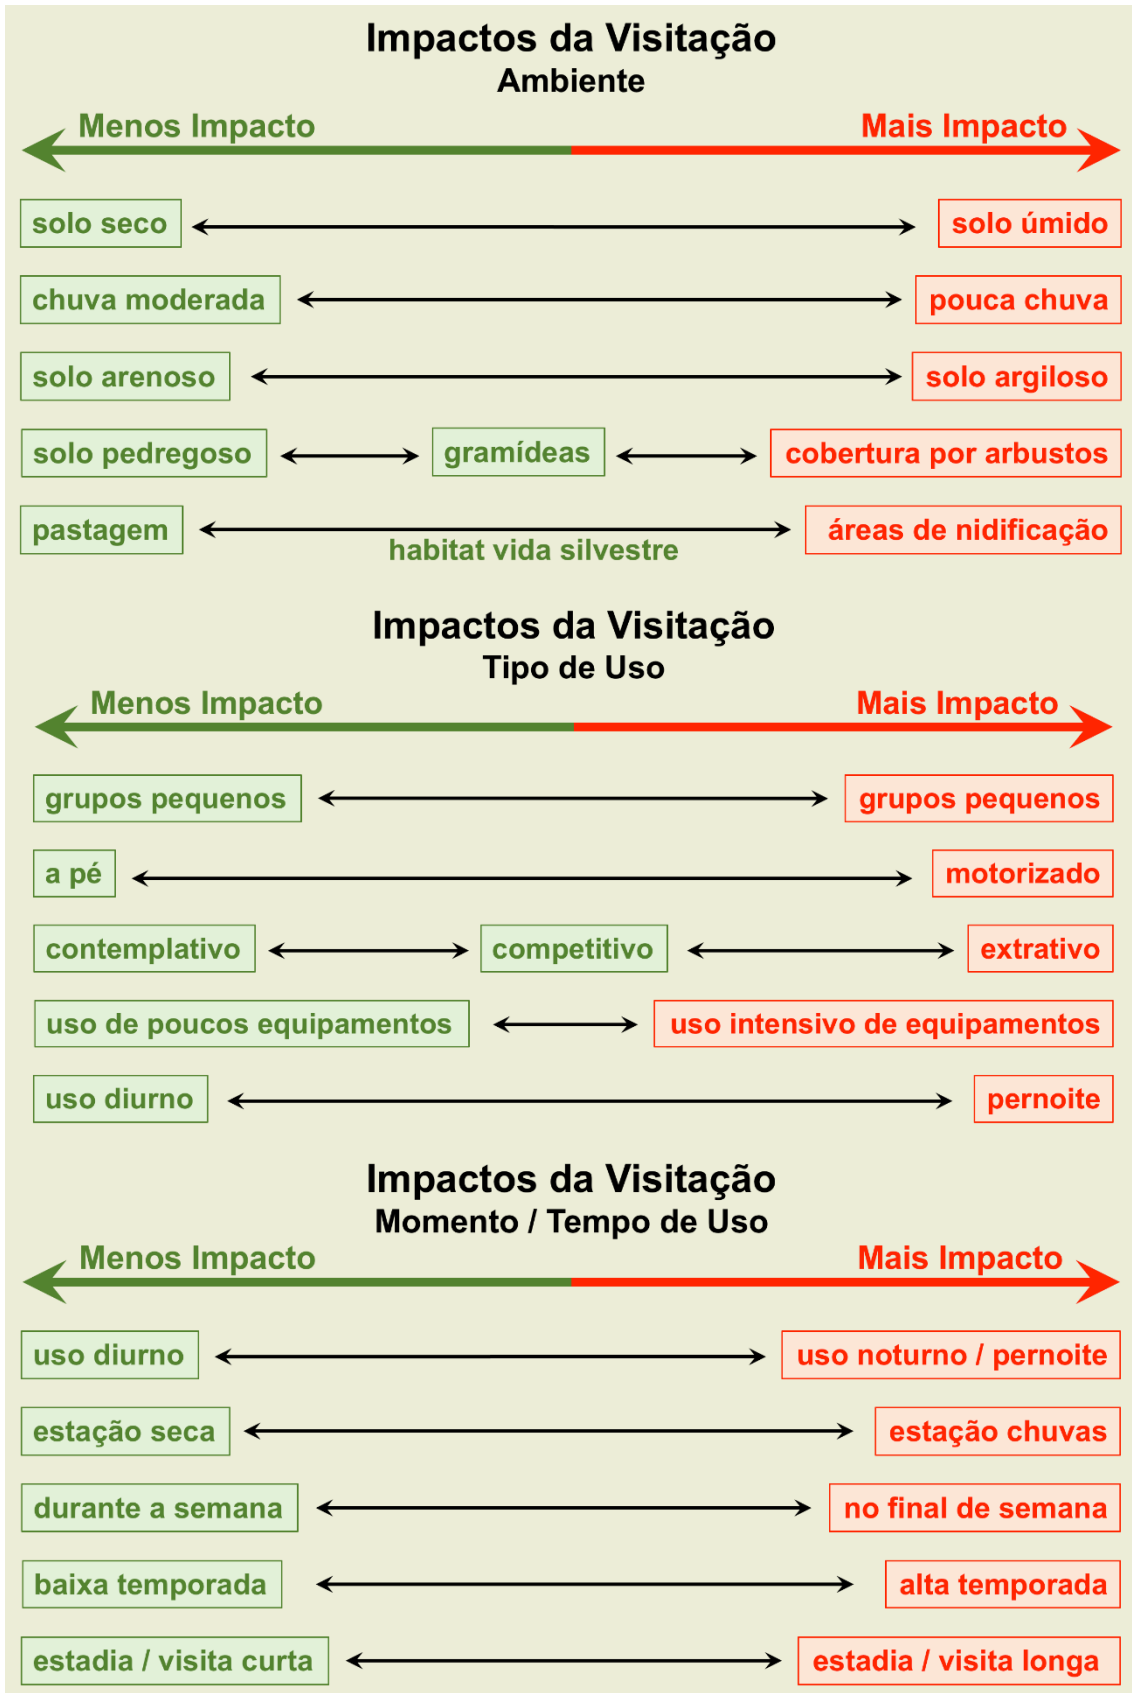 Impactos da Visitação
Ambiente
Menos Impacto Mais Impacto
solo seco solo úmido
chuva moderada pouca chuva
solo arenoso solo argiloso
solo pedregoso gramídeas cobertura por arbustos
pastagem áreas de nidificação
habitat vida silvestre
Impactos da Visitação
Tipo de Uso
Menos Impacto Mais Impacto
grupos pequenos grupos pequenos
a pé motorizado
contemplativo competitivo extrativo
uso de poucos equipamentos uso intensivo de equipamentos
uso diurno pernoite
Impactos da Visitação
Momento / Tempo de Uso
Menos Impacto Mais Impacto
uso diurno uso noturno / pernoite
estação seca estação chuvas
durante a semana no final de semana
baixa temporada alta temporada
estadia / visita curta estadia / visita longa